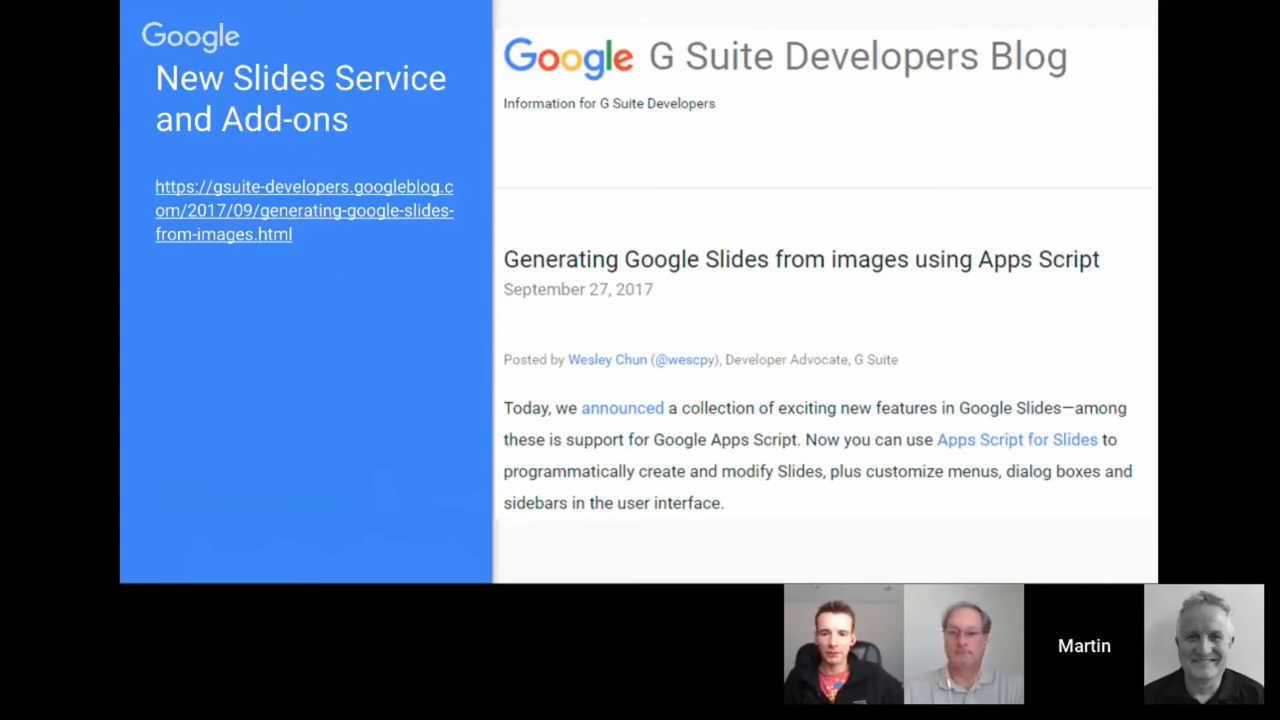 Google
New Slides Service
and Add-ons
https://gsuite-developers.googleblog.c
om/2017/09/generating-google-slides-
from-images.html
Google G Suite Developers Blog
Information for G Suite Developers
Generating Google Slides from images using Apps Script
September 27, 2017
Posted by Wesley Chun (@wescpy), Developer Advocate, G Suite
Today, we announced a collection of exciting new features in Google Slides—among
these is support for Google Apps Script. Now you can use Apps Script for Slides to
programmatically create and modify Slides, plus customize menus, dialog boxes and
sidebars in the user interface.
Martin